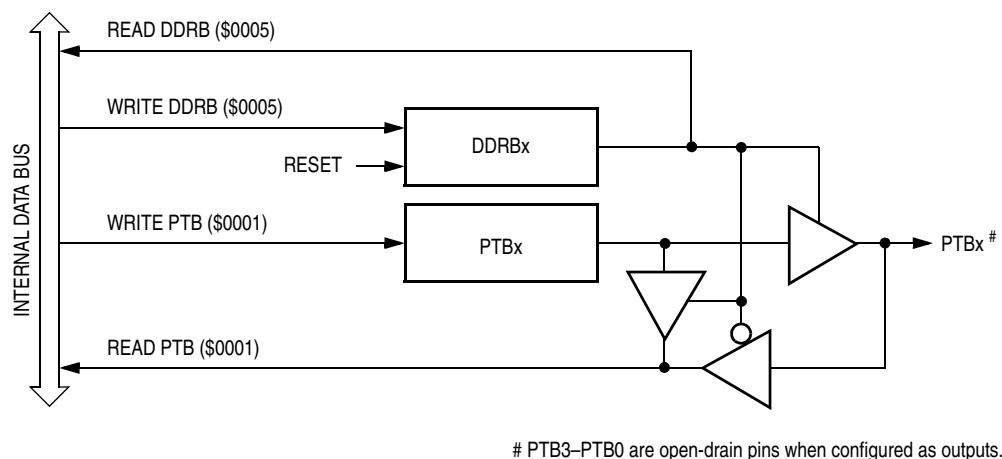 READ DDRB ($0005)
WRITE DDRB ($0005)
DDRBx
RESET
WRITE PTB ($0001)
PTBx
PTBx #
READ PTB ($0001)
INTERNAL DATA BUS
# PTB3–PTB0 are open-drain pins when configured as outputs.